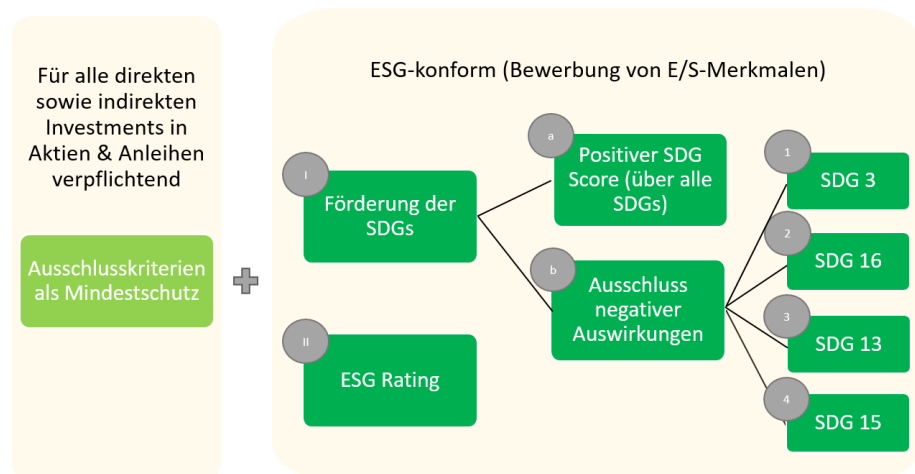 Für alle direkten
sowie indirekten
Investments in
Aktien & Anleihen
verpflichtend
Ausschlusskriterien
als Mindestschutz
ESG-konform (Bewerbung von E/S-Merkmalen)
I
Förderung der
SDGs
II
ESG Rating
a
Positiver SDG
Score (über alle
SDGs)
b
Ausschluss
negativer
Auswirkungen
1
SDG 3
2
SDG 16
3
SDG 13
4
SDG 15